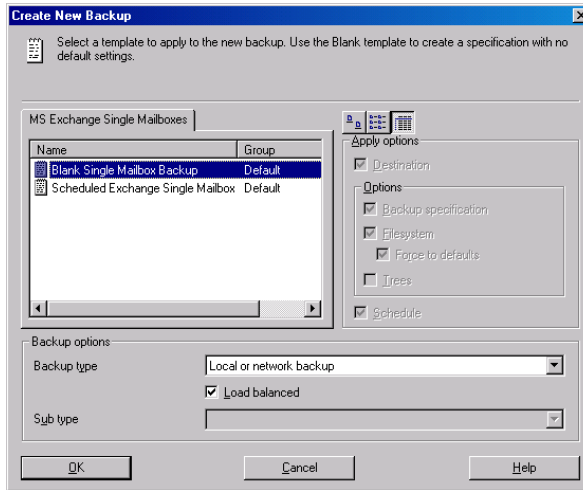 Create New Backup
Select a template to apply to the new backup. Use the Blank template to create a specification with no
default settings.
MS Exchange Single Mailboxes
Name Group
Blank Single Mailbox Backup Default
Scheduled Exchange Single Mailbox Default
Apply options
Destination
Options
Backup specification
Filesystem
Force to defaults
Trees
Schedule
Backup options
Backup type Local or network backup
Load balanced
Sub type
OK Cancel Help